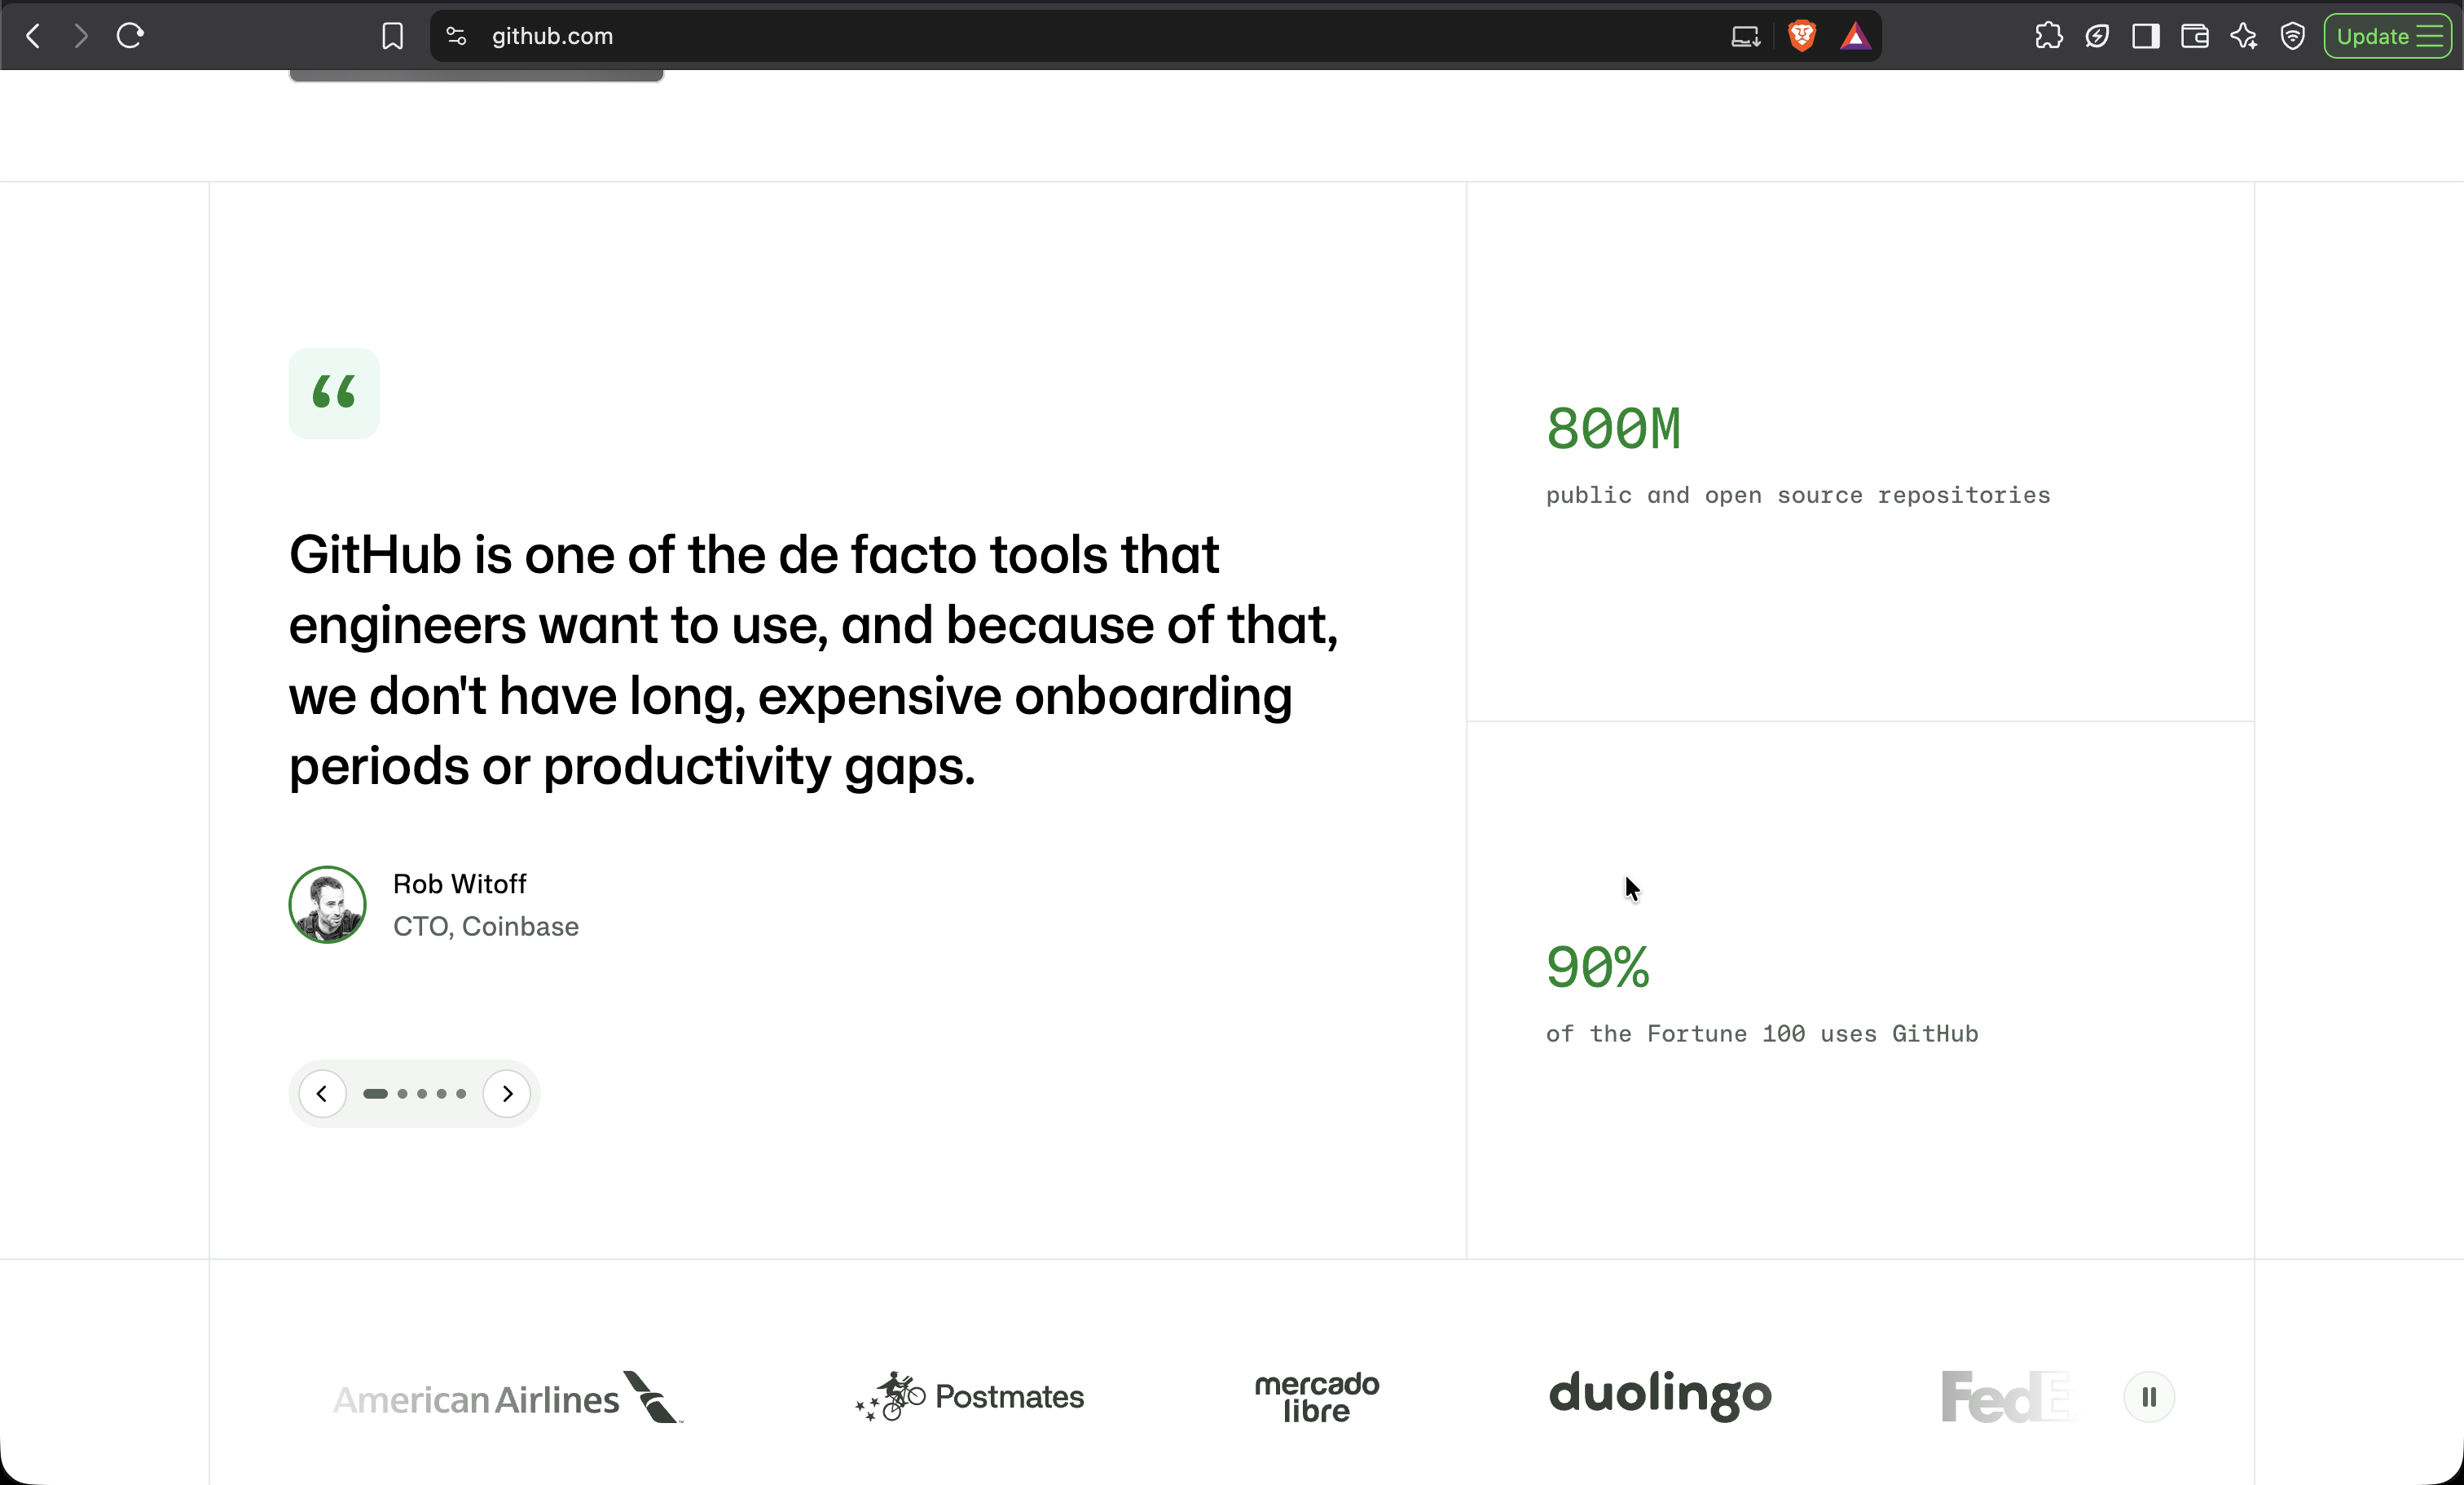 github.com
Update
“
GitHub is one of the de facto tools that
engineers want to use, and because of that,
we don't have long, expensive onboarding
periods or productivity gaps.
Rob Witoff
CTO, Coinbase
800M
public and open source repositories
90%
of the Fortune 100 uses GitHub
American Airlines™
Postmates
mercado
libre
duolingo
FedEx